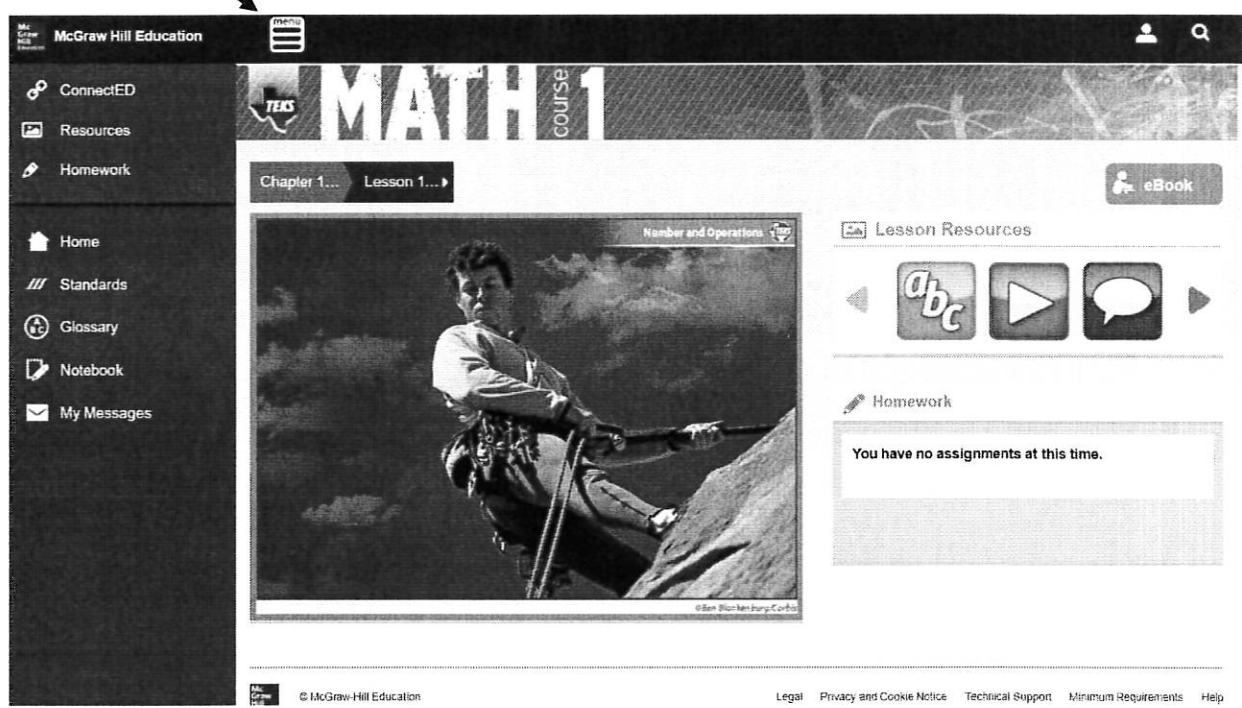 Mc Graw Hill Education
McGraw Hill Education
menu
ConnectED
Resources
Homework
Home
Standards
Glossary
Notebook
My Messages
TEKS
MATH course 1
Chapter 1...
Lesson 1...
eBook
Number and Operations TEKS
©Ben Blankenburg/Corbis
Lesson Resources
abc
Homework
You have no assignments at this time.
Mc Graw Hill
© McGraw-Hill Education
Legal Privacy and Cookie Notice Technical Support Minimum Requirements Help